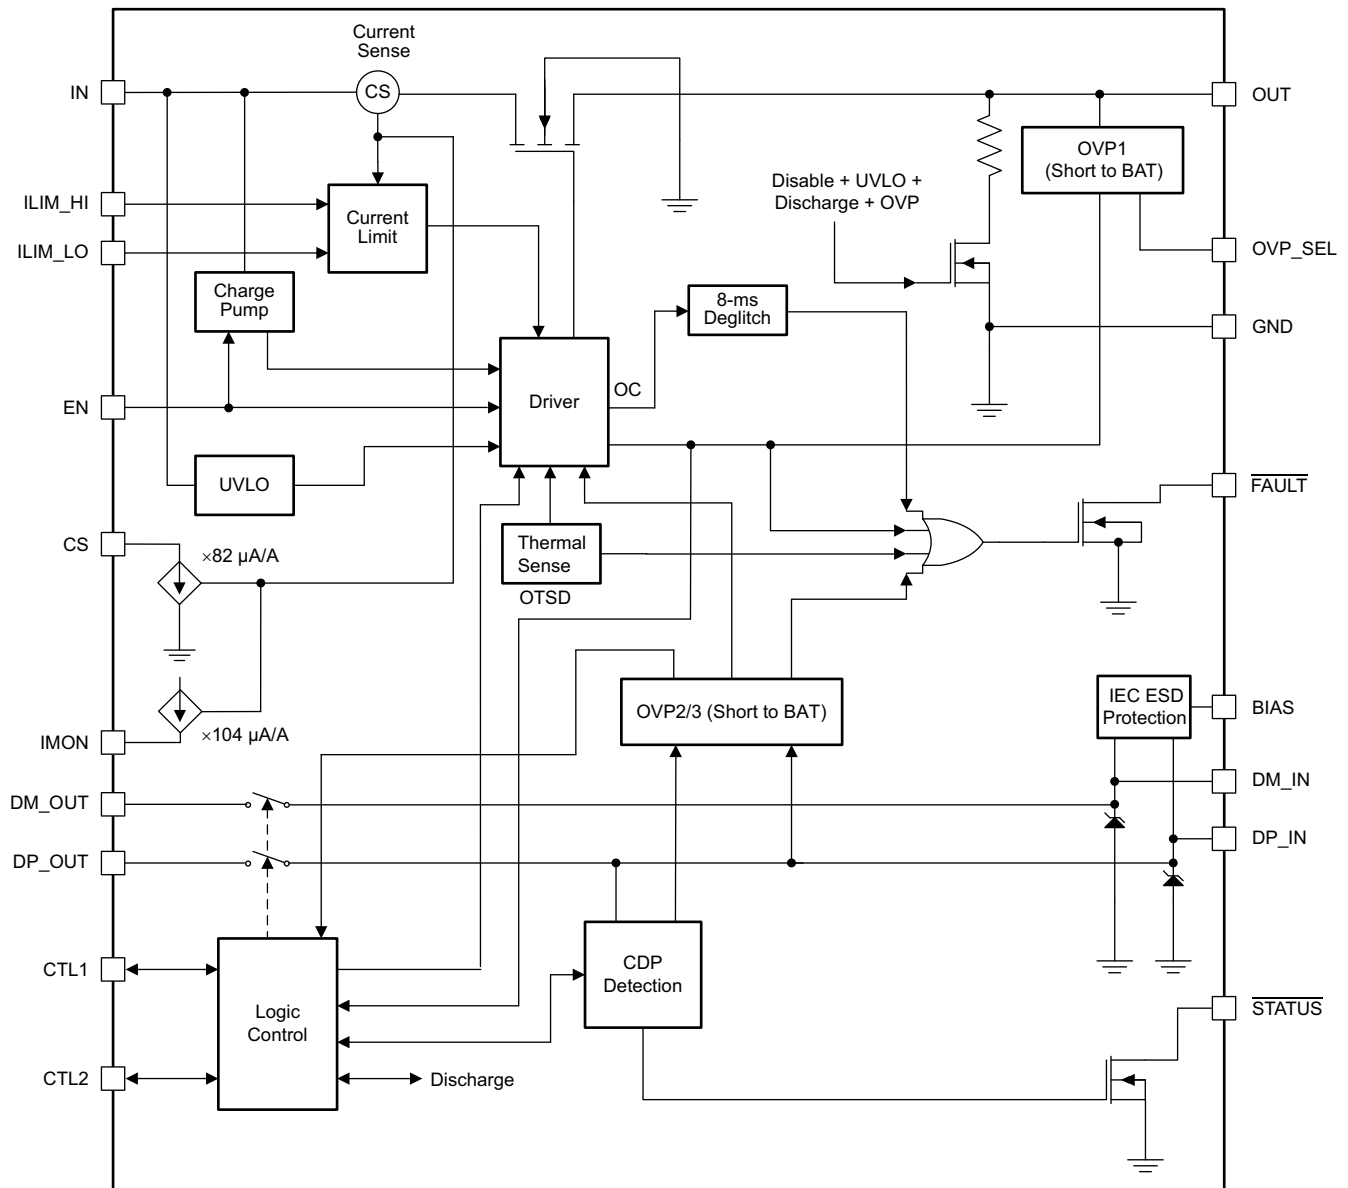 Current
Sense
IN
CS
OUT
OVP1
(Short to BAT)
Disable + UVLO +
Discharge + OVP
ILIM_HI
Current
Limit
ILIM_LO
OVP_SEL
Charge
Pump
8-ms
Deglitch
GND
EN
Driver
OC
UVLO
FAULT
CS
×82 µA/A
Thermal
Sense
OTSD
IMON
×104 µA/A
OVP2/3 (Short to BAT)
IEC ESD
Protection
BIAS
DM_OUT
DM_IN
DP_OUT
DP_IN
CTL1
CDP
Detection
Logic
Control
STATUS
CTL2
Discharge